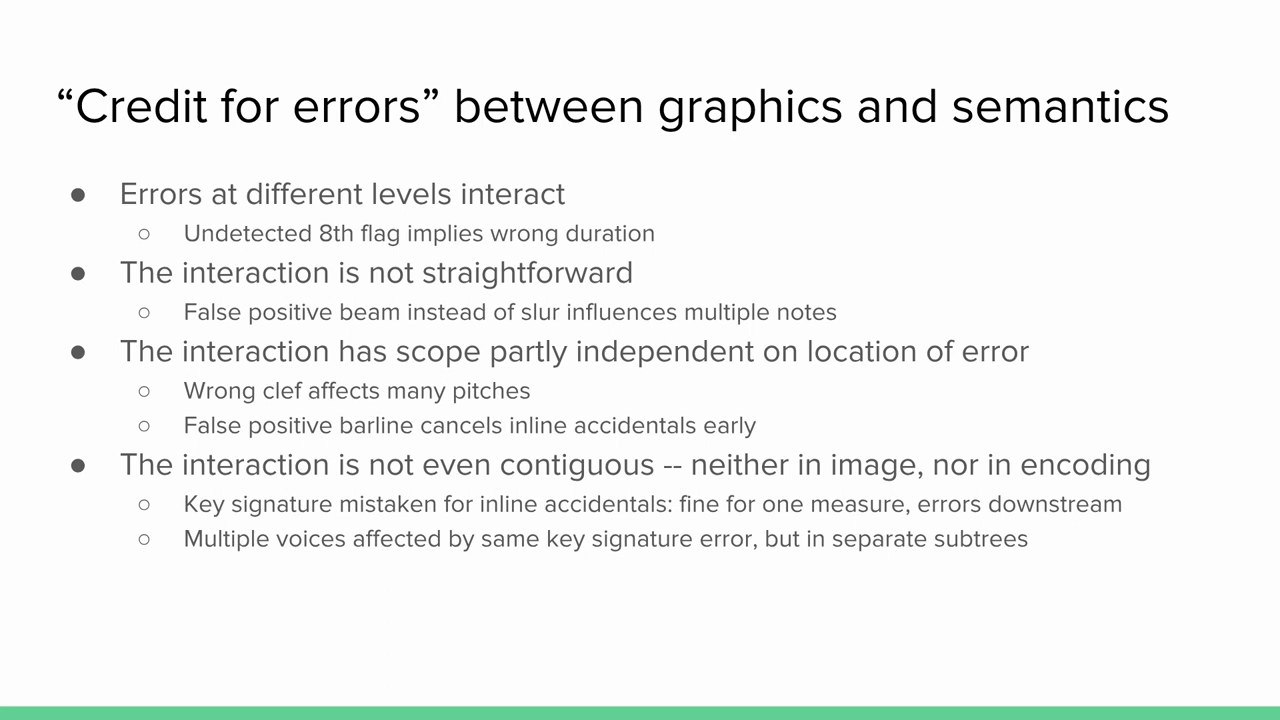 “Credit for errors” between graphics and semantics
● Errors at different levels interact
○ Undetected 8th flag implies wrong duration
● The interaction is not straightforward
○ False positive beam instead of slur influences multiple notes
● The interaction has scope partly independent on location of error
○ Wrong clef affects many pitches
○ False positive barline cancels inline accidentals early
● The interaction is not even contiguous -- neither in image, nor in encoding
○ Key signature mistaken for inline accidentals: fine for one measure, errors downstream
○ Multiple voices affected by same key signature error, but in separate subtrees